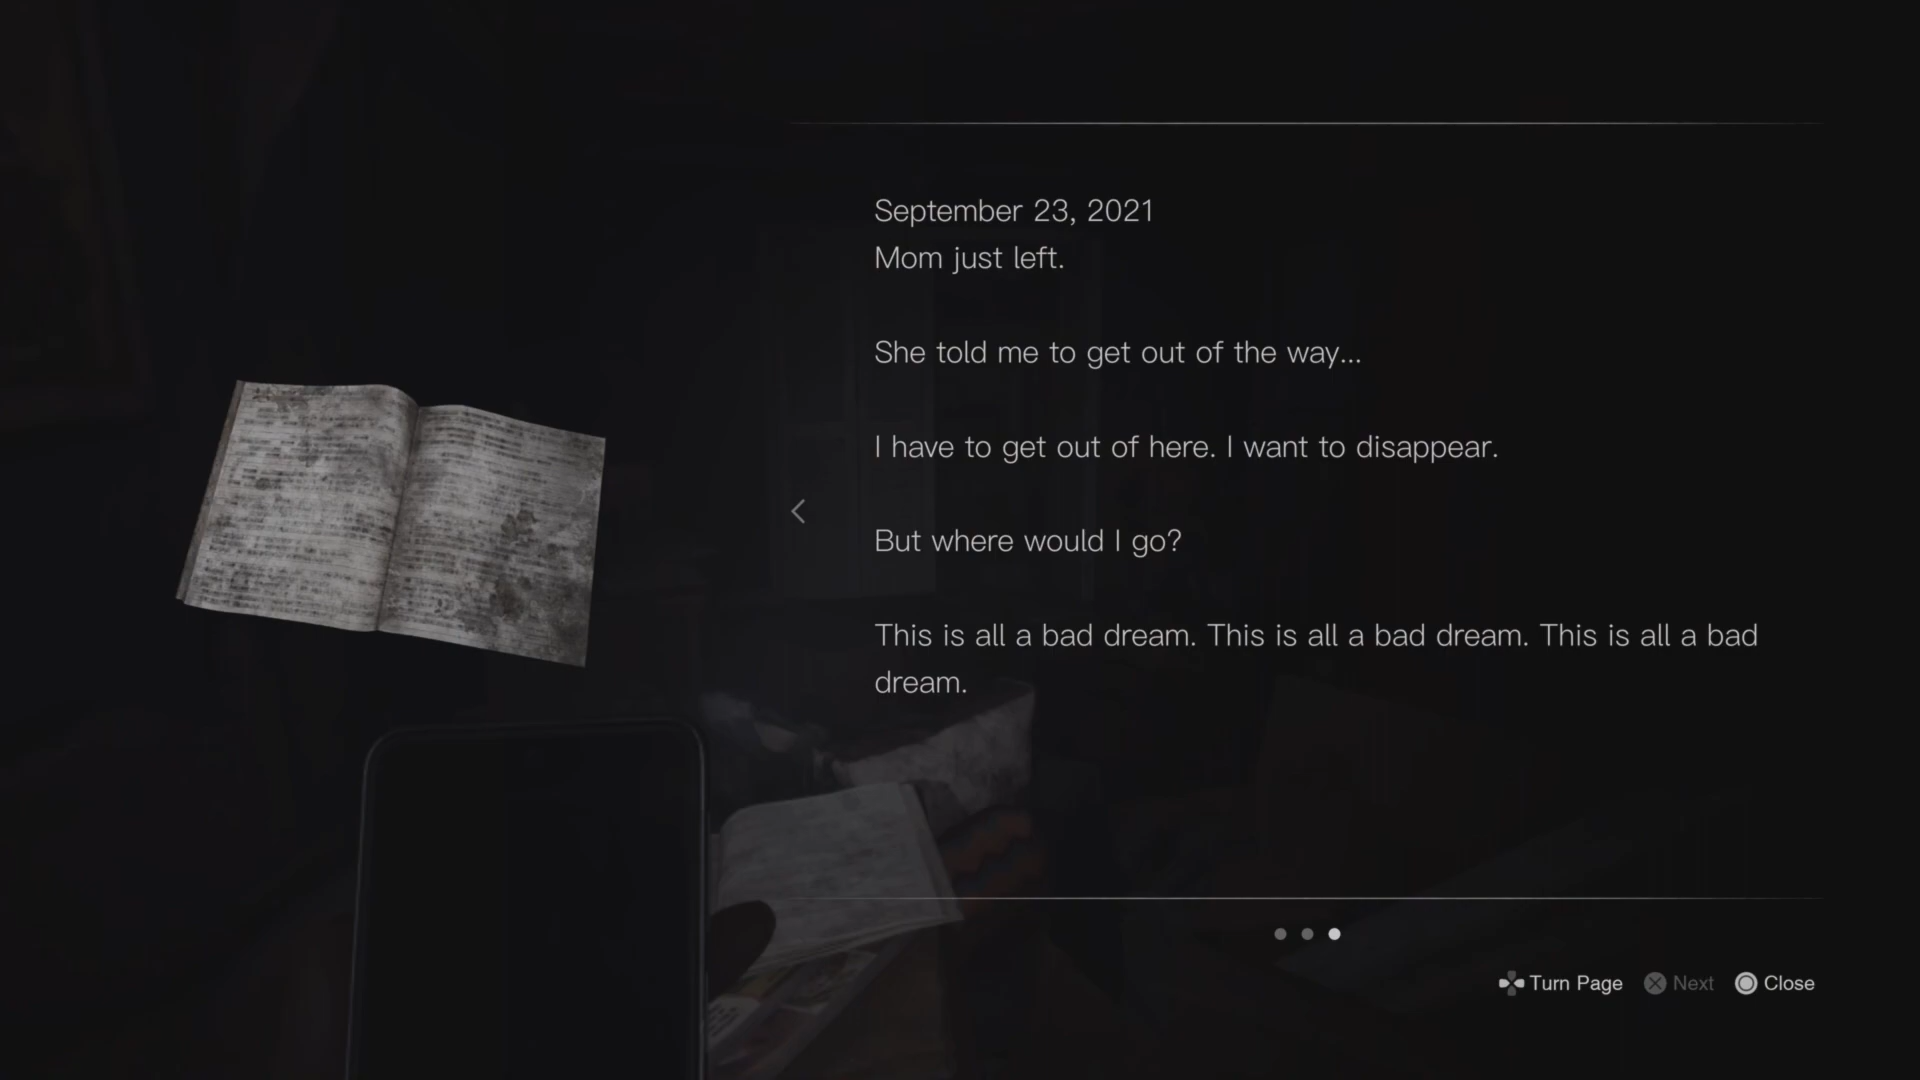 September 23, 2021
Mom just left.
She told me to get out of the way...
I have to get out of here. I want to disappear.
But where would I go?
This is all a bad dream. This is all a bad dream. This is all a bad
dream.
Turn Page Next Close